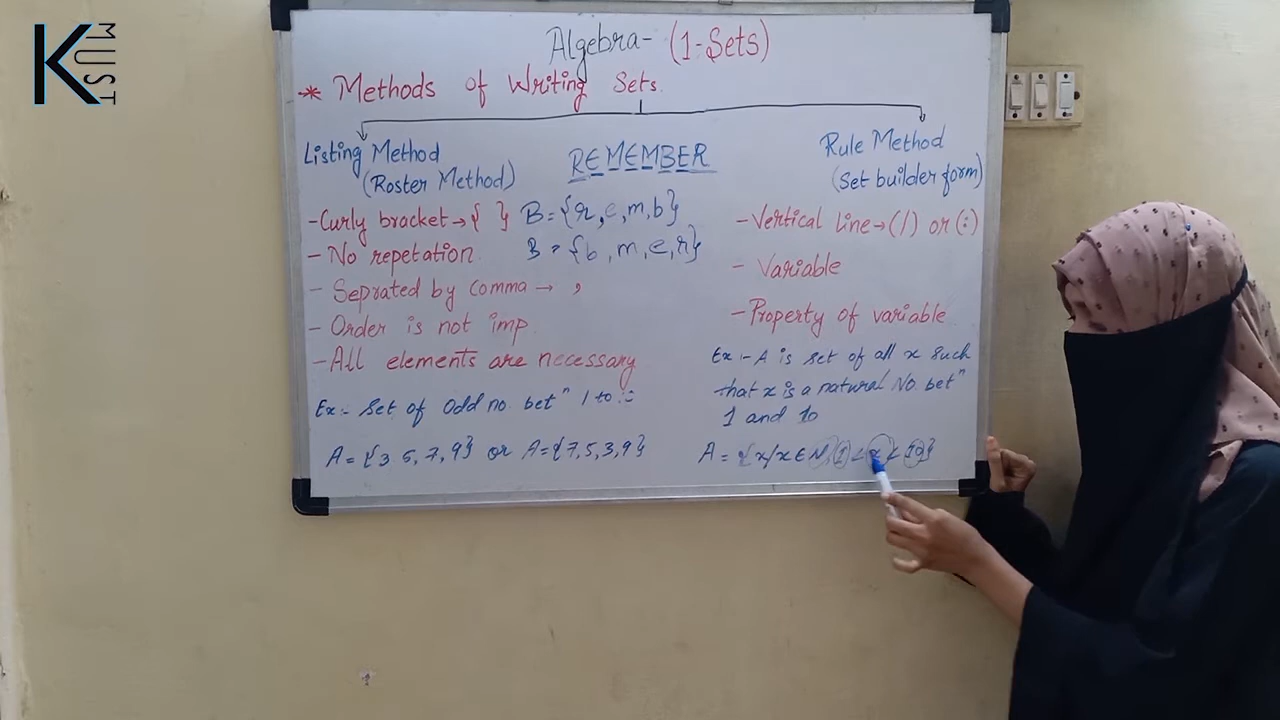 K MUST
Algebra- (1-Sets)
* Methods of Writing Sets.
Listing Method
(Roster Method)
-Curly bracket→{ }
-No repetation.
-Seprated by comma→ ,
-Order is not imp.
-All elements are necessary
Ex:- Set of Odd no. betⁿ 1 to
A={3 5,7,9} or A={7,5,3,9}
REMEMBER
B={r,e,m,b}
B={b,m,e,r}
Rule Method
(Set builder form)
-Vertical line→(/) or (:)
-Variable
-Property of variable
Ex:-A is set of all x such
that x is a natural No. betⁿ
1 and 10
A={x/x∈N,1<x<10}